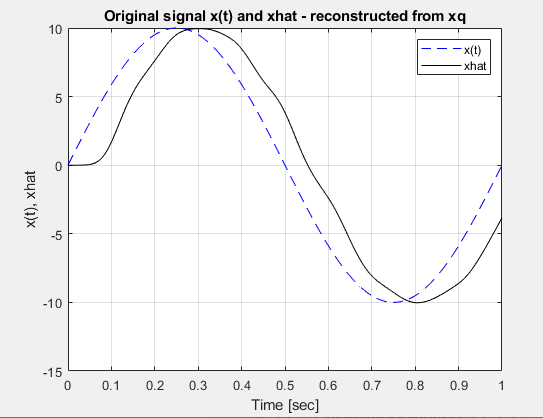 Original signal x(t) and xhat - reconstructed from xq
x(t)
xhat
10
5
0
-5
-10
-15
x(t), xhat
0 0.1 0.2 0.3 0.4 0.5 0.6 0.7 0.8 0.9 1
Time [sec]